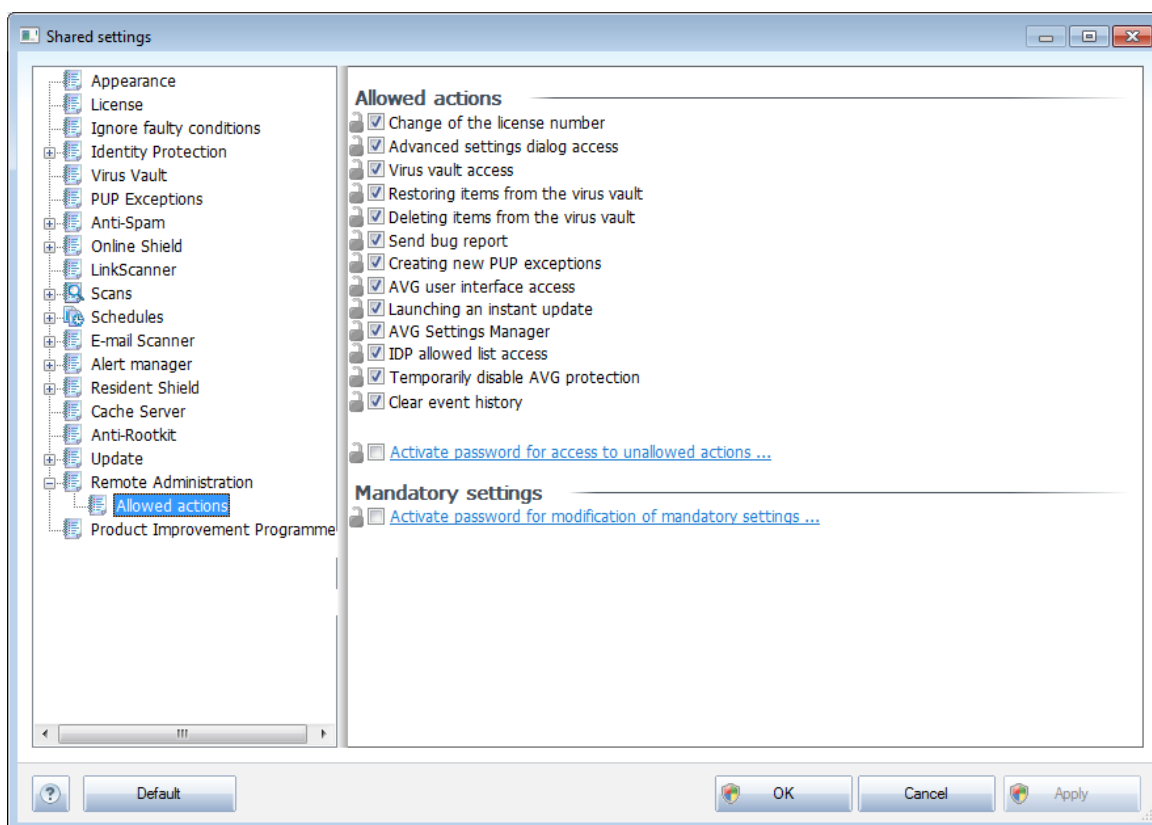 Shared settings
Appearance
License
Ignore faulty conditions
Identity Protection
Virus Vault
PUP Exceptions
Anti-Spam
Online Shield
LinkScanner
Scans
Schedules
E-mail Scanner
Alert manager
Resident Shield
Cache Server
Anti-Rootkit
Update
Remote Administration
Allowed actions
Product Improvement Programme
Allowed actions
Change of the license number
Advanced settings dialog access
Virus vault access
Restoring items from the virus vault
Deleting items from the virus vault
Send bug report
Creating new PUP exceptions
AVG user interface access
Launching an instant update
AVG Settings Manager
IDP allowed list access
Temporarily disable AVG protection
Clear event history
Activate password for access to unallowed actions ...
Mandatory settings
Activate password for modification of mandatory settings ...
?
Default
OK
Cancel
Apply